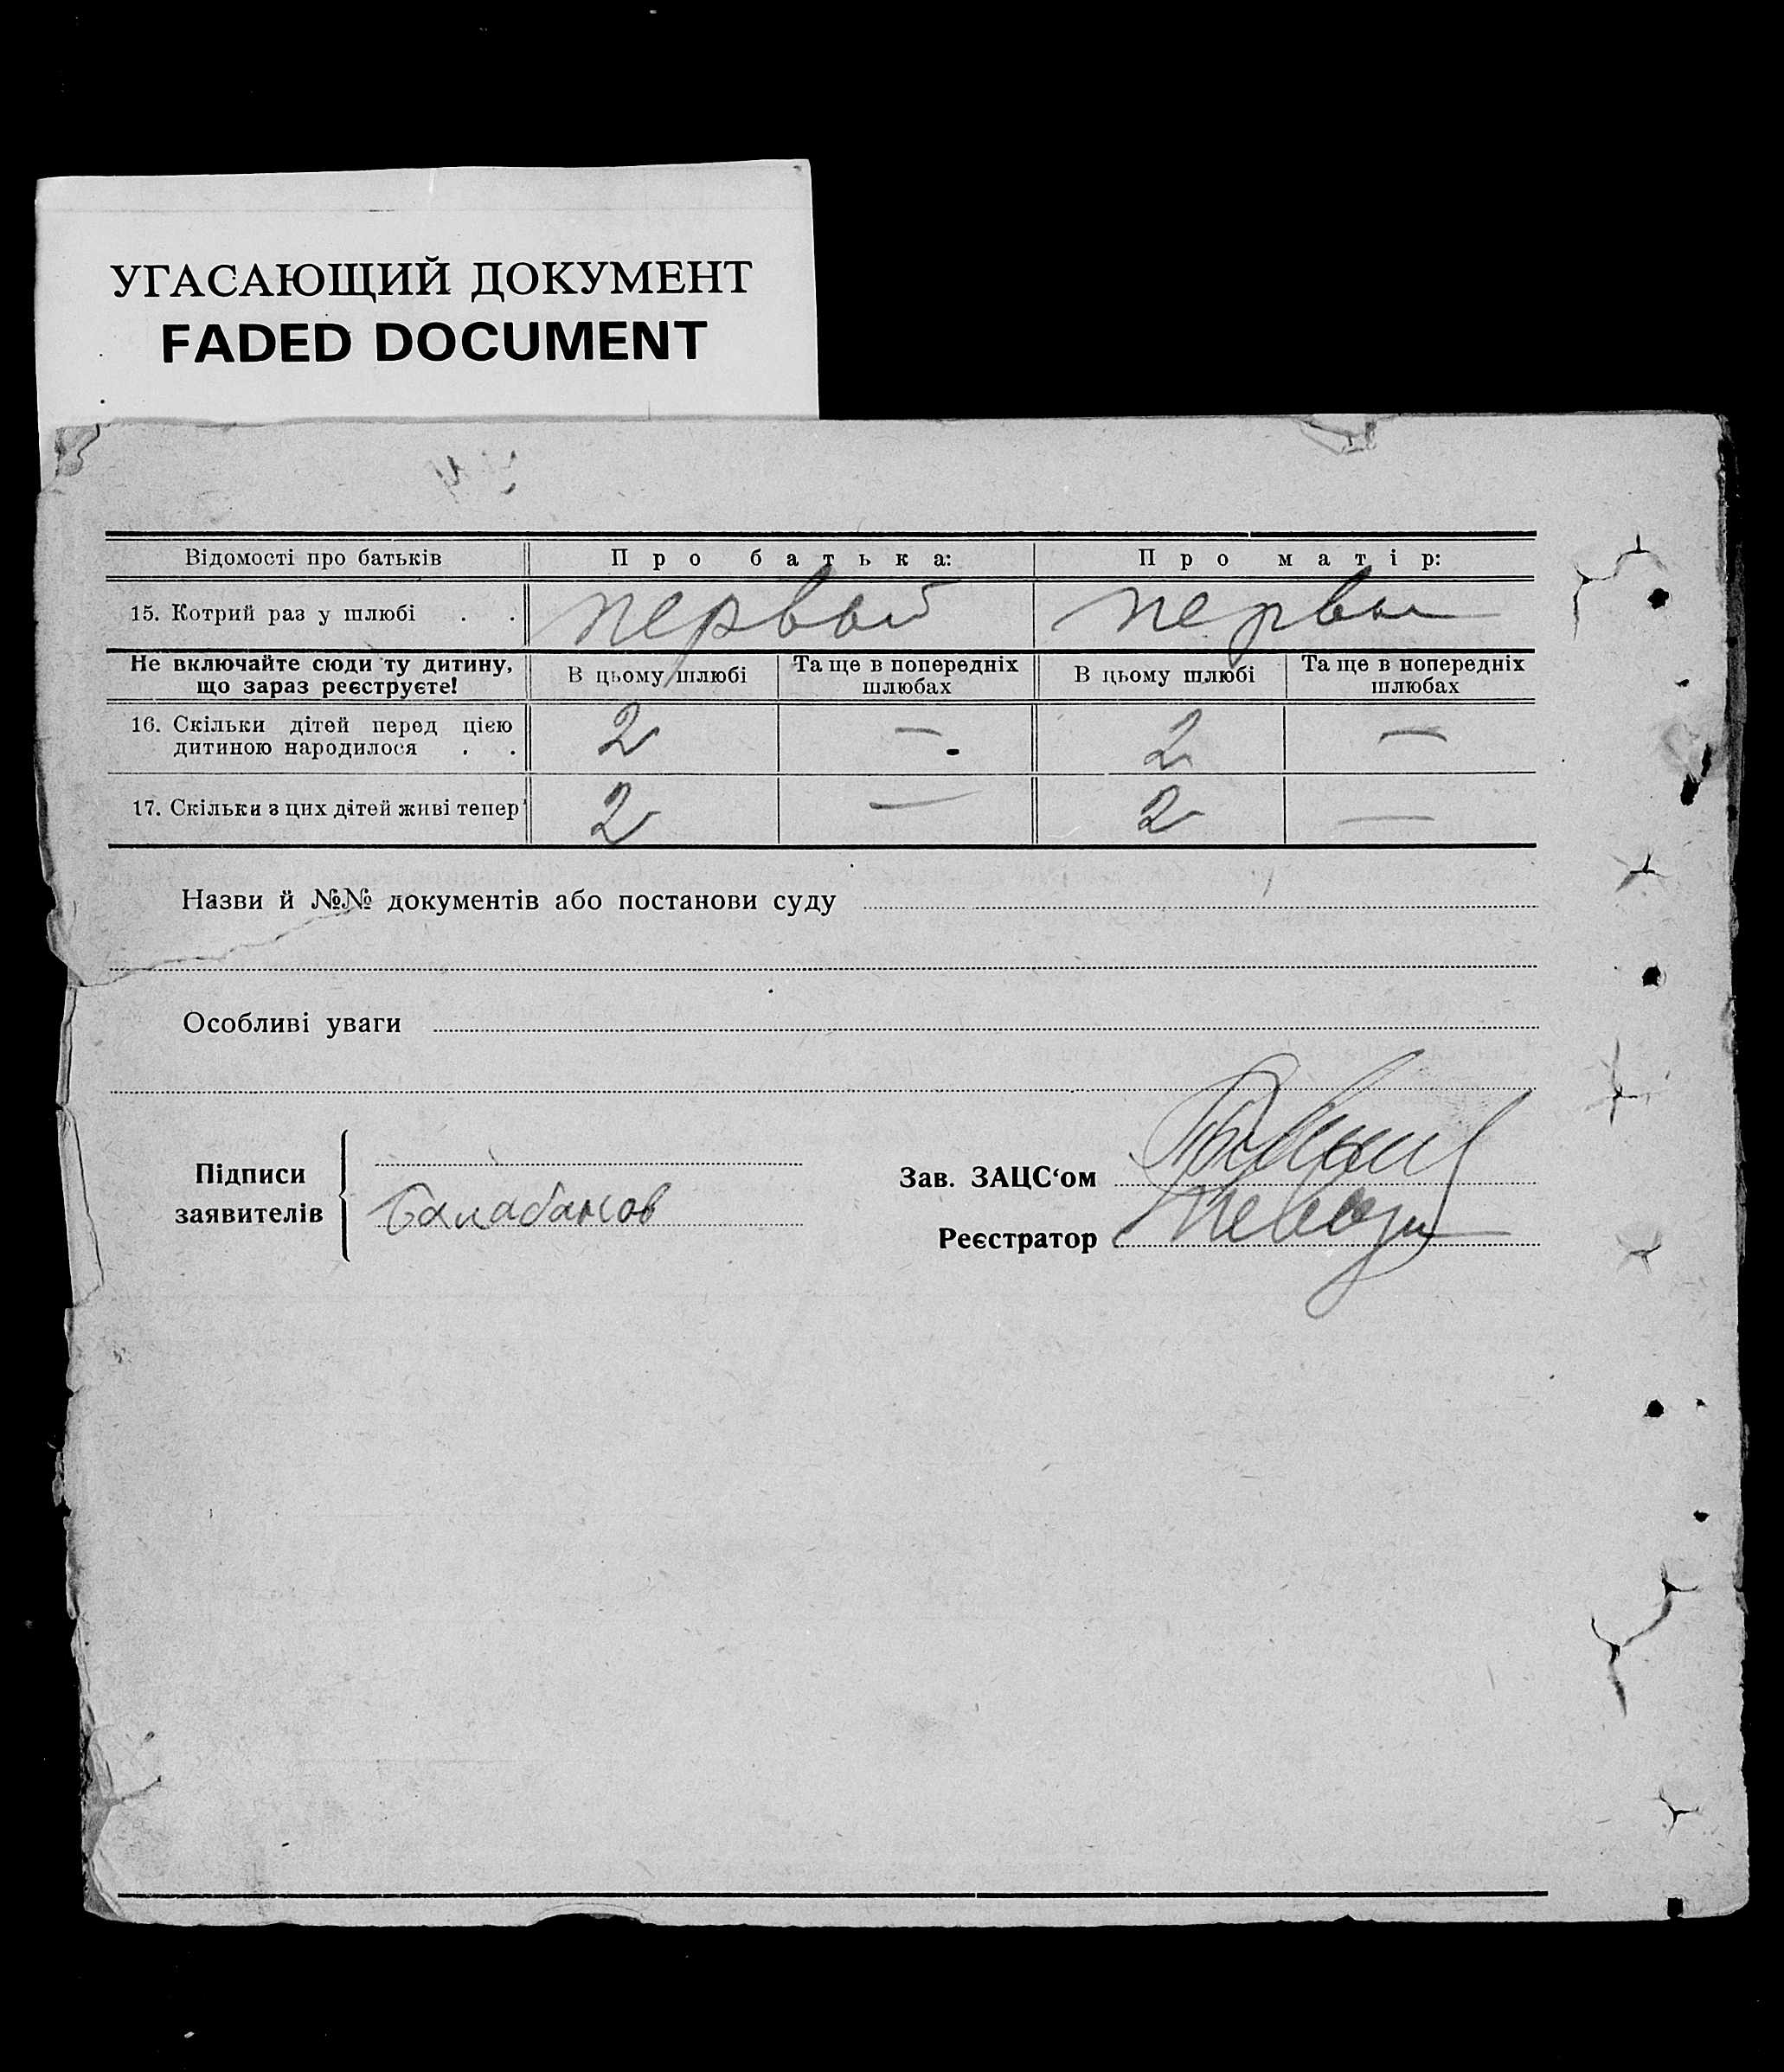 УГАСАЮЩИЙ ДОКУМЕНТ
FADED DOCUMENT
Відомості про батьків Про батька: Про матір:
15. Котрий раз у шлюбі . . первый первы
Не включайте сюди ту дитину, що зараз реєструєте! В цьому шлюбі Та ще в попередніх шлюбах В цьому шлюбі Та ще в попередніх шлюбах
16. Скільки дітей перед цією дитиною народилося . . 2 — 2 —
17. Скільки з цих дітей живі тепер 2 — 2 —
Назви й №№ документів або постанови суду
Особливі уваги
Підписи заявителів
Балабанов
Зав. ЗАЦС‘ом
Реєстратор